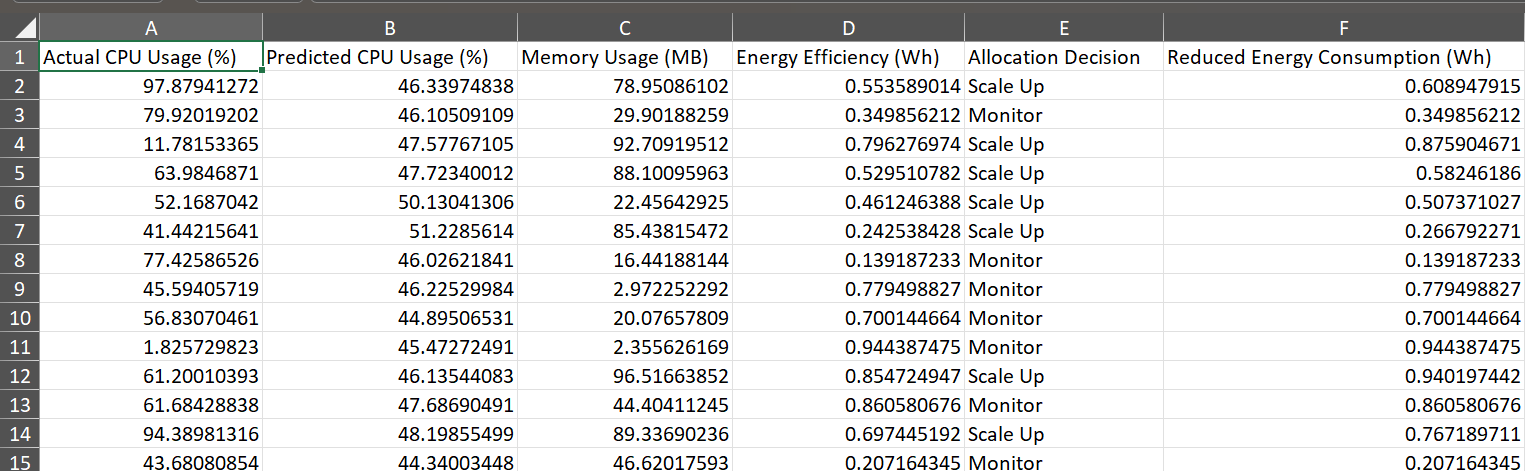 A B C D E F
1 Actual CPU Usage (%) Predicted CPU Usage (%) Memory Usage (MB) Energy Efficiency (Wh) Allocation Decision Reduced Energy Consumption (Wh)
2 97.87941272 46.33974838 78.95086102 0.553589014 Scale Up 0.608947915
3 79.92019202 46.10509109 29.90188259 0.349856212 Monitor 0.349856212
4 11.78153365 47.57767105 92.70919512 0.796276974 Scale Up 0.875904671
5 63.9846871 47.72340012 88.10095963 0.529510782 Scale Up 0.58246186
6 52.1687042 50.13041306 22.45642925 0.461246388 Scale Up 0.507371027
7 41.44215641 51.2285614 85.43815472 0.242538428 Scale Up 0.266792271
8 77.42586526 46.02621841 16.44188144 0.139187233 Monitor 0.139187233
9 45.59405719 46.22529984 2.972252292 0.779498827 Monitor 0.779498827
10 56.83070461 44.89506531 20.07657809 0.700144664 Monitor 0.700144664
11 1.825729823 45.47272491 2.355626169 0.944387475 Monitor 0.944387475
12 61.20010393 46.13544083 96.51663852 0.854724947 Scale Up 0.940197442
13 61.68428838 47.68690491 44.40411245 0.860580676 Monitor 0.860580676
14 94.38981316 48.19855499 89.33690236 0.697445192 Scale Up 0.767189711
15 43.68080854 44.34003448 46.62017593 0.207164345 Monitor 0.207164345